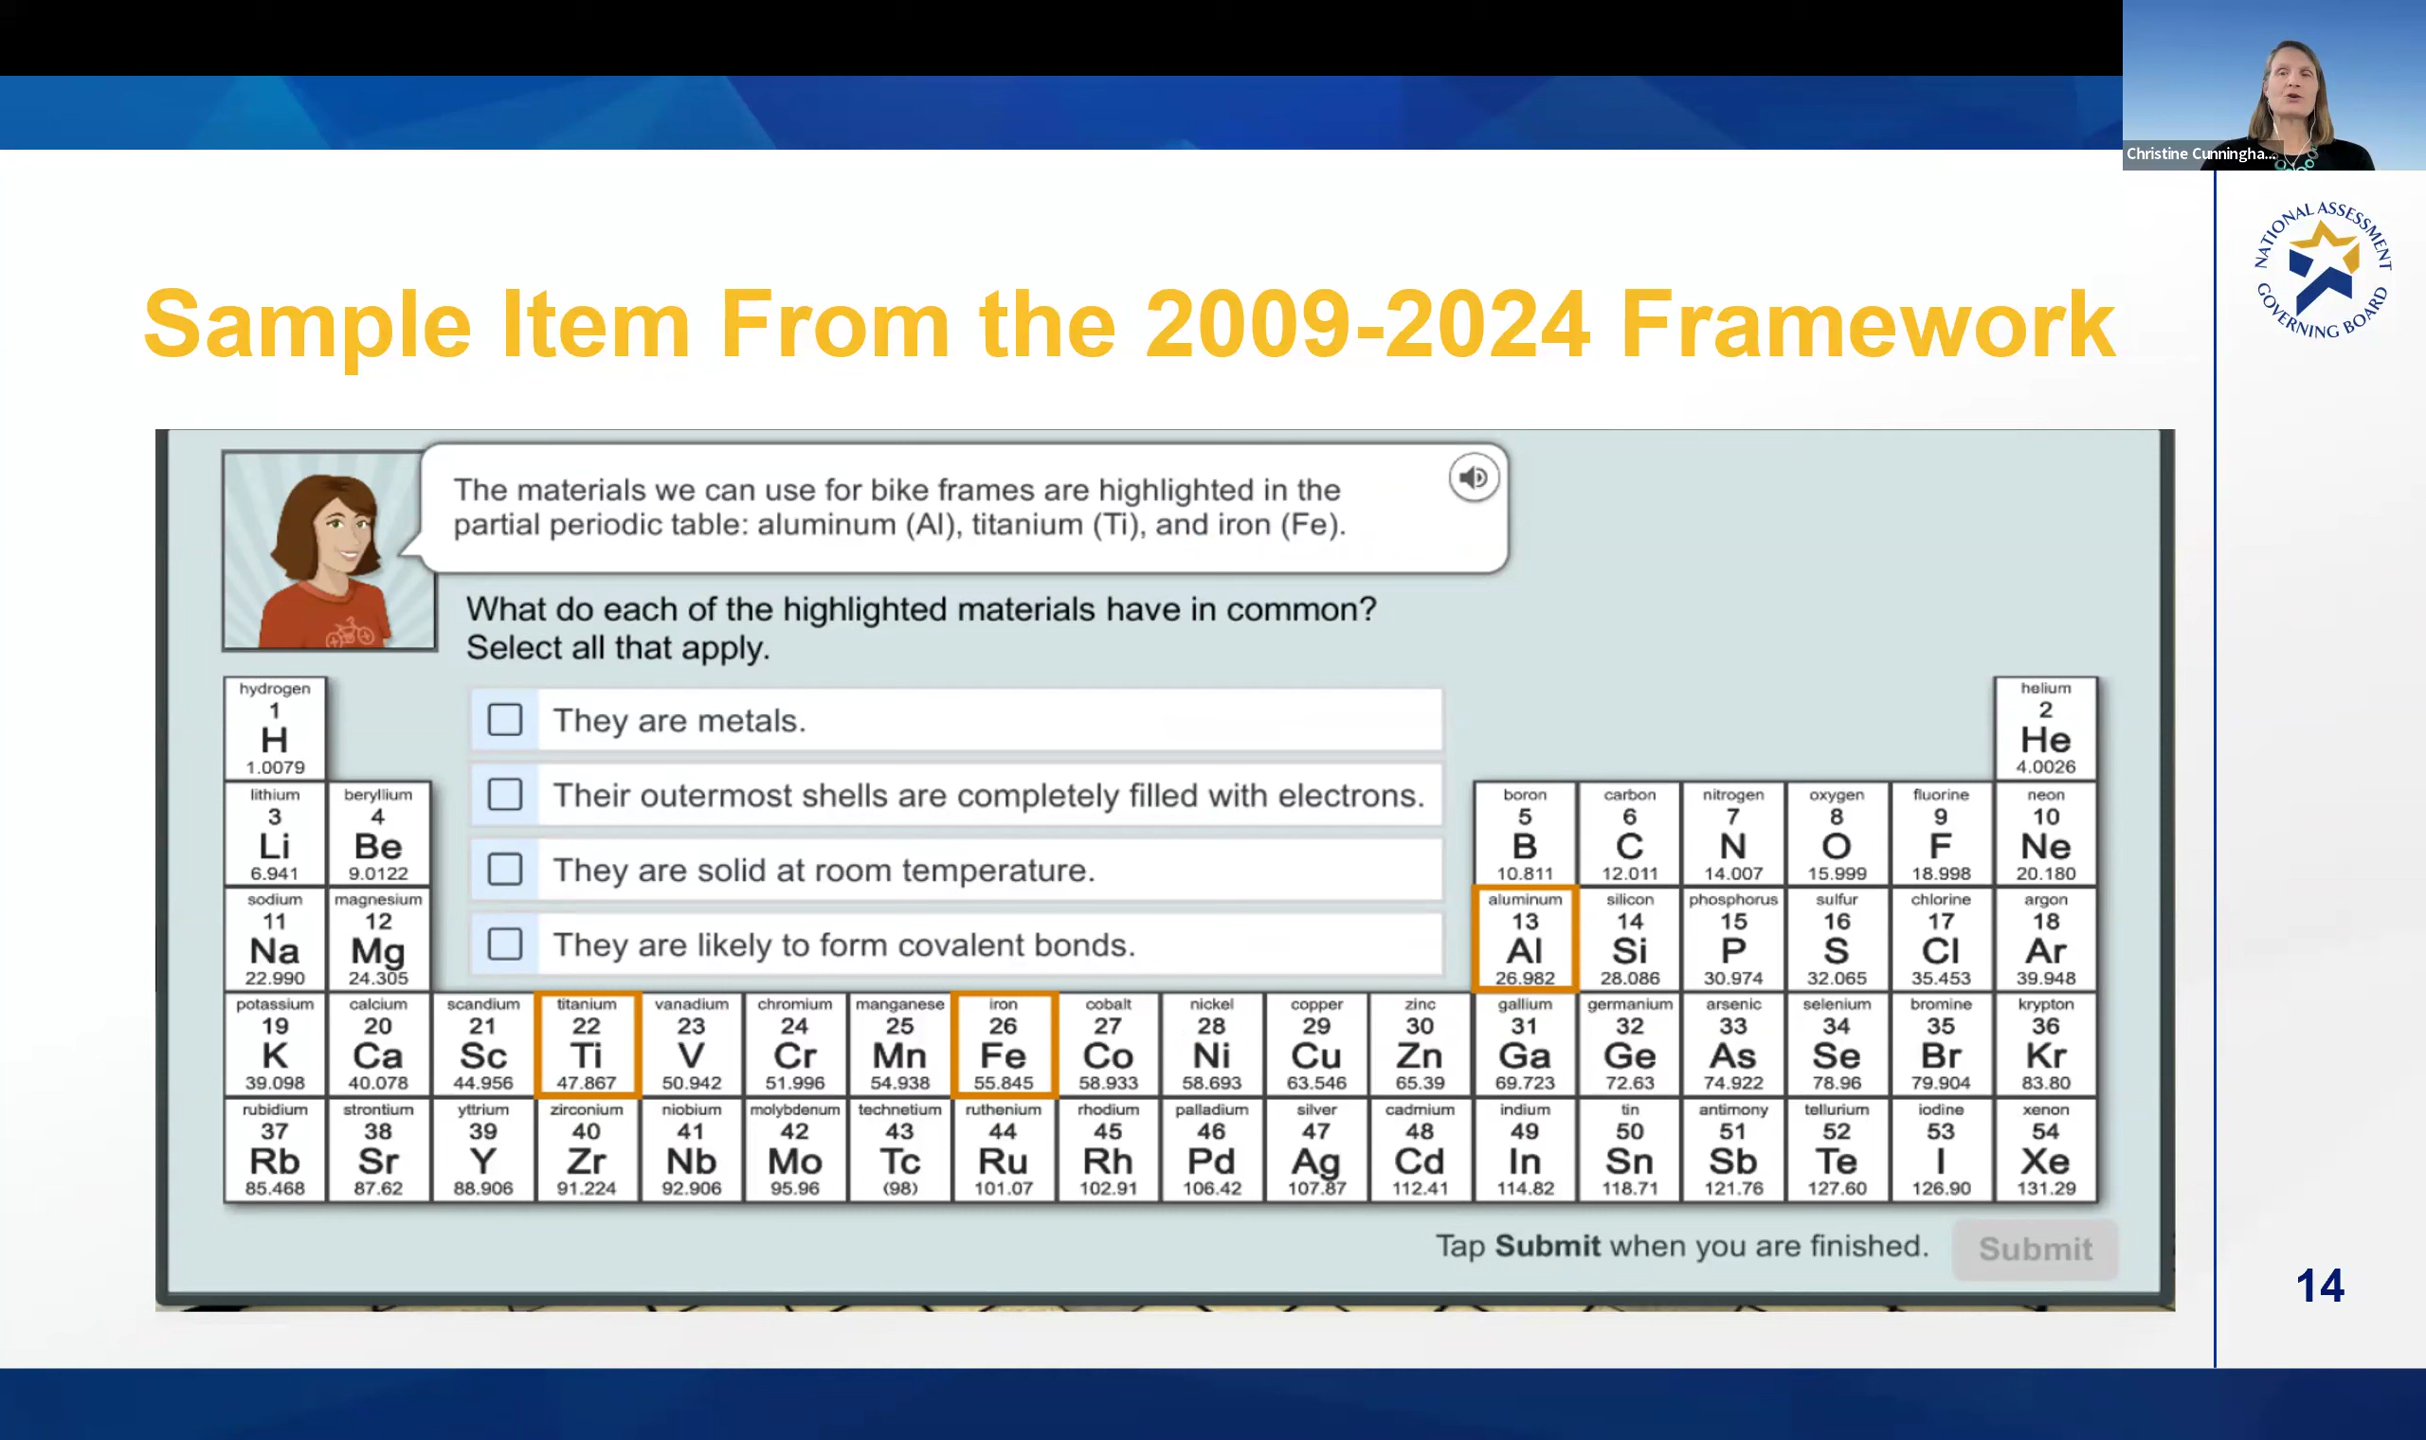 Christine Cunningha...
NATIONAL ASSESSMENT
GOVERNING BOARD
Sample Item From the 2009-2024 Framework
The materials we can use for bike frames are highlighted in the
partial periodic table: aluminum (Al), titanium (Ti), and iron (Fe).
What do each of the highlighted materials have in common?
Select all that apply.
They are metals.
Their outermost shells are completely filled with electrons.
They are solid at room temperature.
They are likely to form covalent bonds.
hydrogen helium
1 2
H He
1.0079 4.0026
lithium beryllium boron carbon nitrogen oxygen fluorine neon
3 4 5 6 7 8 9 10
Li Be B C N O F Ne
6.941 9.0122 10.811 12.011 14.007 15.999 18.998 20.180
sodium magnesium aluminum silicon phosphorus sulfur chlorine argon
11 12 13 14 15 16 17 18
Na Mg Al Si P S Cl Ar
22.990 24.305 26.982 28.086 30.974 32.065 35.453 39.948
potassium calcium scandium titanium vanadium chromium manganese iron cobalt nickel copper zinc gallium germanium arsenic selenium bromine krypton
19 20 21 22 23 24 25 26 27 28 29 30 31 32 33 34 35 36
K Ca Sc Ti V Cr Mn Fe Co Ni Cu Zn Ga Ge As Se Br Kr
39.098 40.078 44.956 47.867 50.942 51.996 54.938 55.845 58.933 58.693 63.546 65.39 69.723 72.63 74.922 78.96 79.904 83.80
rubidium strontium yttrium zirconium niobium molybdenum technetium ruthenium rhodium palladium silver cadmium indium tin antimony tellurium iodine xenon
37 38 39 40 41 42 43 44 45 46 47 48 49 50 51 52 53 54
Rb Sr Y Zr Nb Mo Tc Ru Rh Pd Ag Cd In Sn Sb Te I Xe
85.468 87.62 88.906 91.224 92.906 95.96 (98) 101.07 102.91 106.42 107.87 112.41 114.82 118.71 121.76 127.60 126.90 131.29
Tap Submit when you are finished. Submit
14